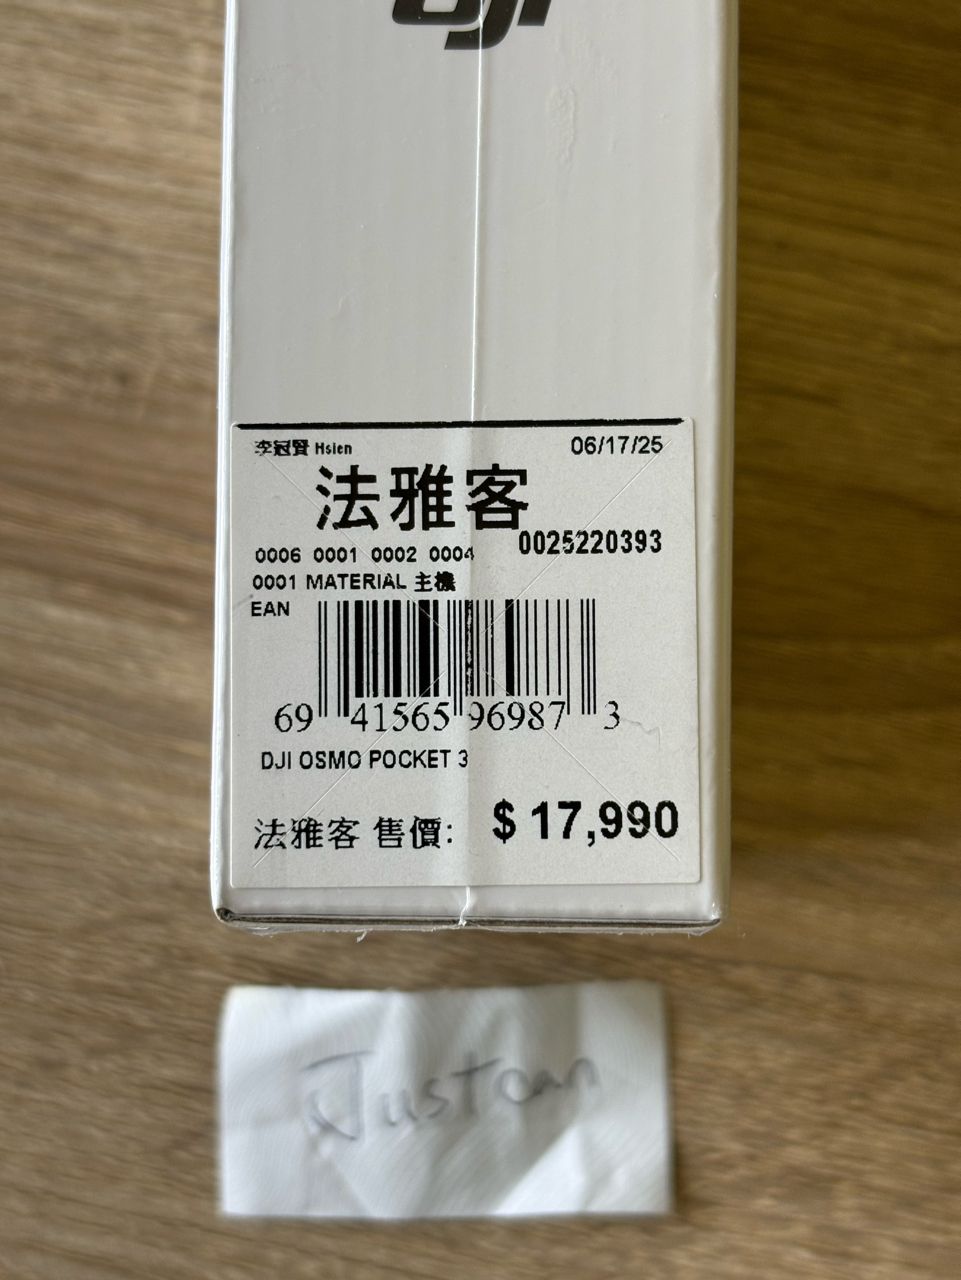 dji
李冠賢 Hsien 06/17/25
法雅客
0006 0001 0002 0004 0025220393
0001 MATERIAL 主機
EAN
69 41565 96987 3
DJI OSMO POCKET 3
法雅客 售價: $ 17,990
Justcan